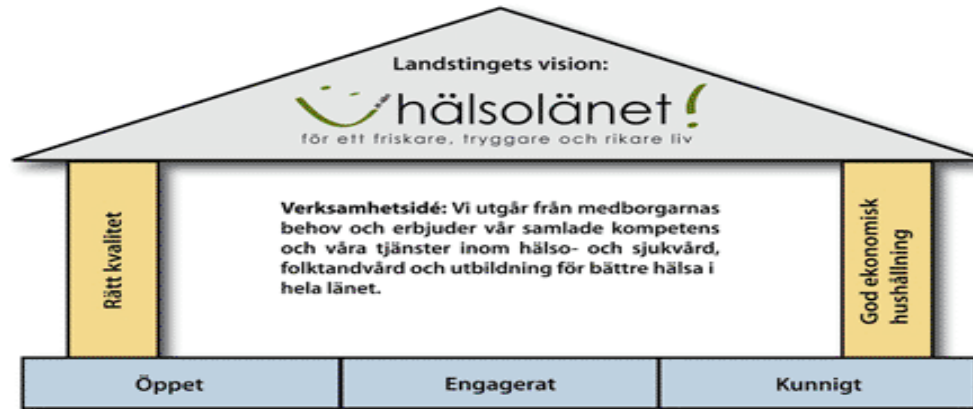 Landstingets vision:
hälsolänet!
för ett friskare, tryggare och rikare liv
Rätt kvalitet
Verksamhetsidé: Vi utgår från medborgarnas
behov och erbjuder vår samlade kompetens
och våra tjänster inom hälso- och sjukvård,
folktandvård och utbildning för bättre hälsa i
hela länet.
God ekonomisk
hushållning
Öppet
Engagerat
Kunnigt